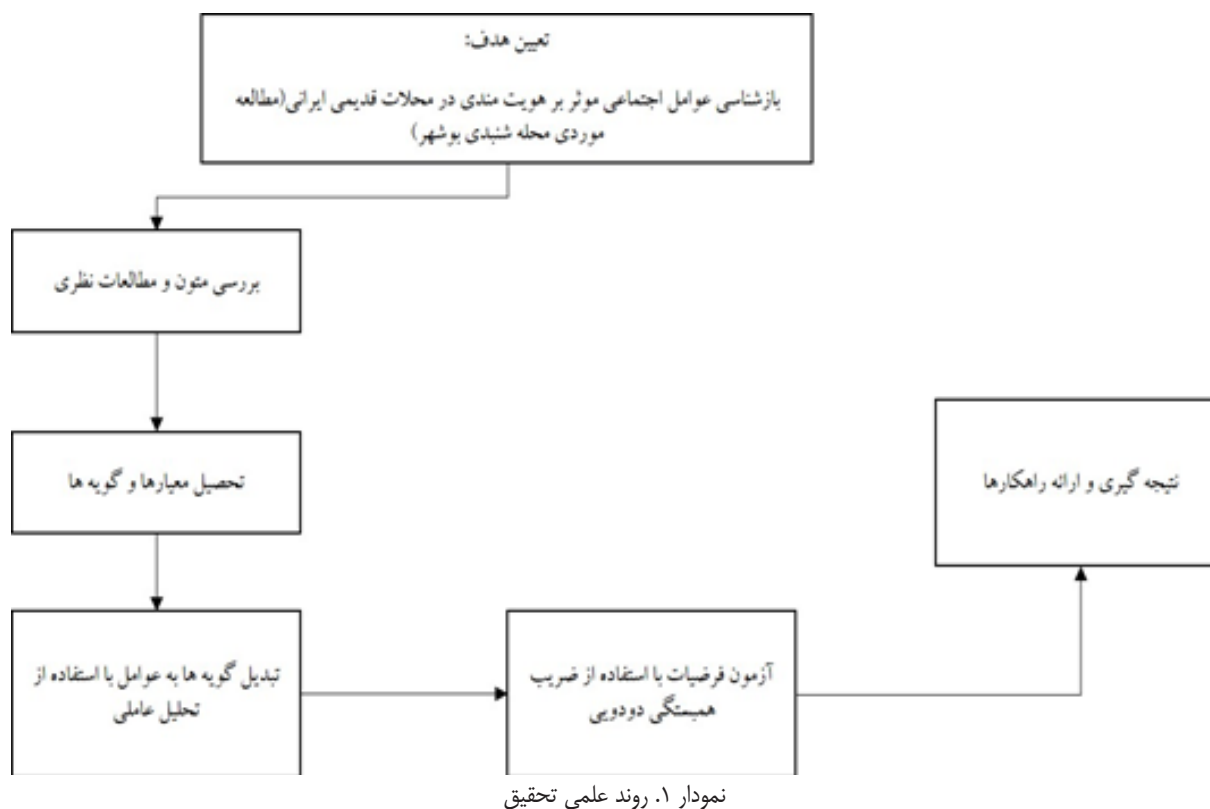 تعیین هدف:
بازشناسی عوامل اجتماعی موثر بر هویت مندی در محلات قدیمی ایرانی(مطالعه
موردی محله شنبدی بوشهر)
بررسی متون و مطالعات نظری
تحصیل معیارها و گویه ها
تبدیل گویه ها به عوامل با استفاده از
تحلیل عاملی
آزمون فرضیات با استفاده از ضریب
همبستگی دودویی
نتیجه گیری و ارائه راهکارها
نمودار ۱. روند علمی تحقیق